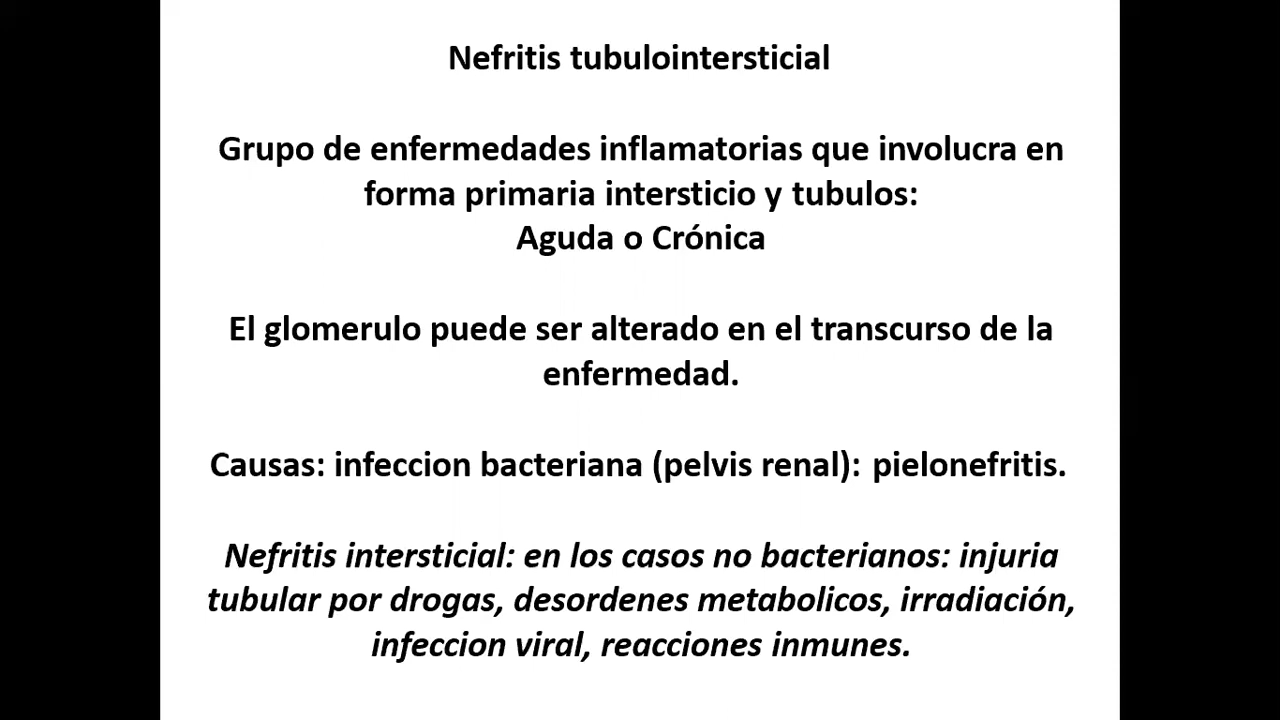 Nefritis tubulointersticial
Grupo de enfermedades inflamatorias que involucra en
forma primaria intersticio y tubulos:
Aguda o Crónica
El glomerulo puede ser alterado en el transcurso de la
enfermedad.
Causas: infeccion bacteriana (pelvis renal): pielonefritis.
Nefritis intersticial: en los casos no bacterianos: injuria
tubular por drogas, desordenes metabolicos, irradiación,
infeccion viral, reacciones inmunes.